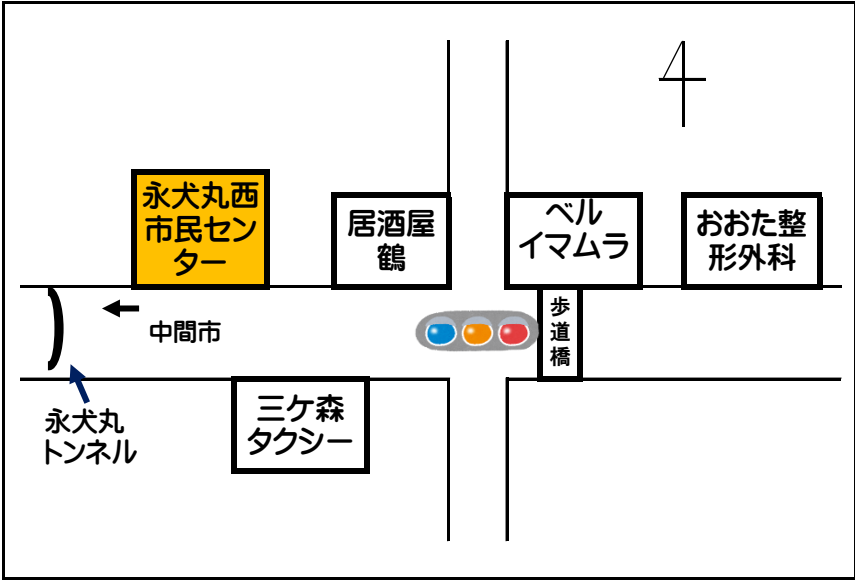 永犬丸西
市民セン
ター
居酒屋
鶴
ベル
イマムラ
おおた整
形外科
中間市
歩
道
橋
永犬丸
トンネル
三ケ森
タクシー